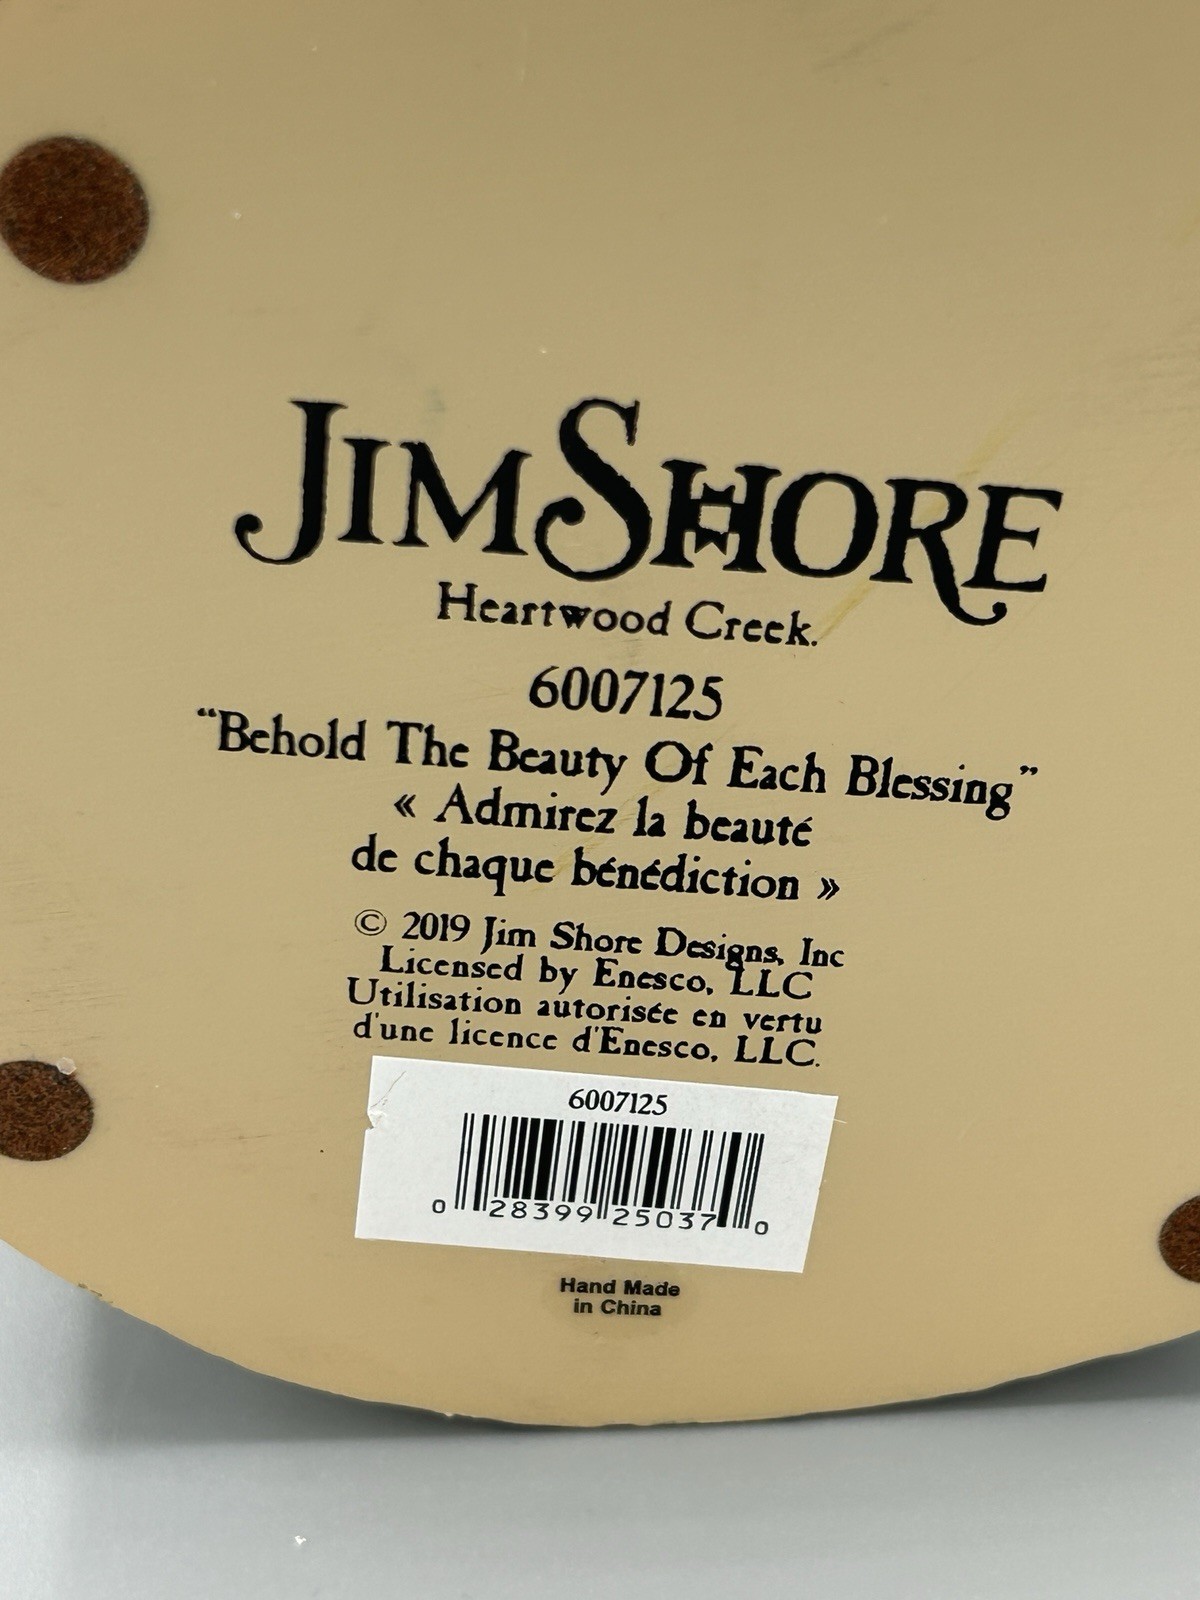 JIM SHORE
Heartwood Creek.
6007125
“Behold The Beauty Of Each Blessing”
« Admirez la beauté
de chaque bénédiction »
© 2019 Jim Shore Designs, Inc
Licensed by Enesco, LLC
Utilisation autorisée en vertu
d'une licence d'Enesco, LLC.
6007125
0 28399 25037 0
Hand Made
in China